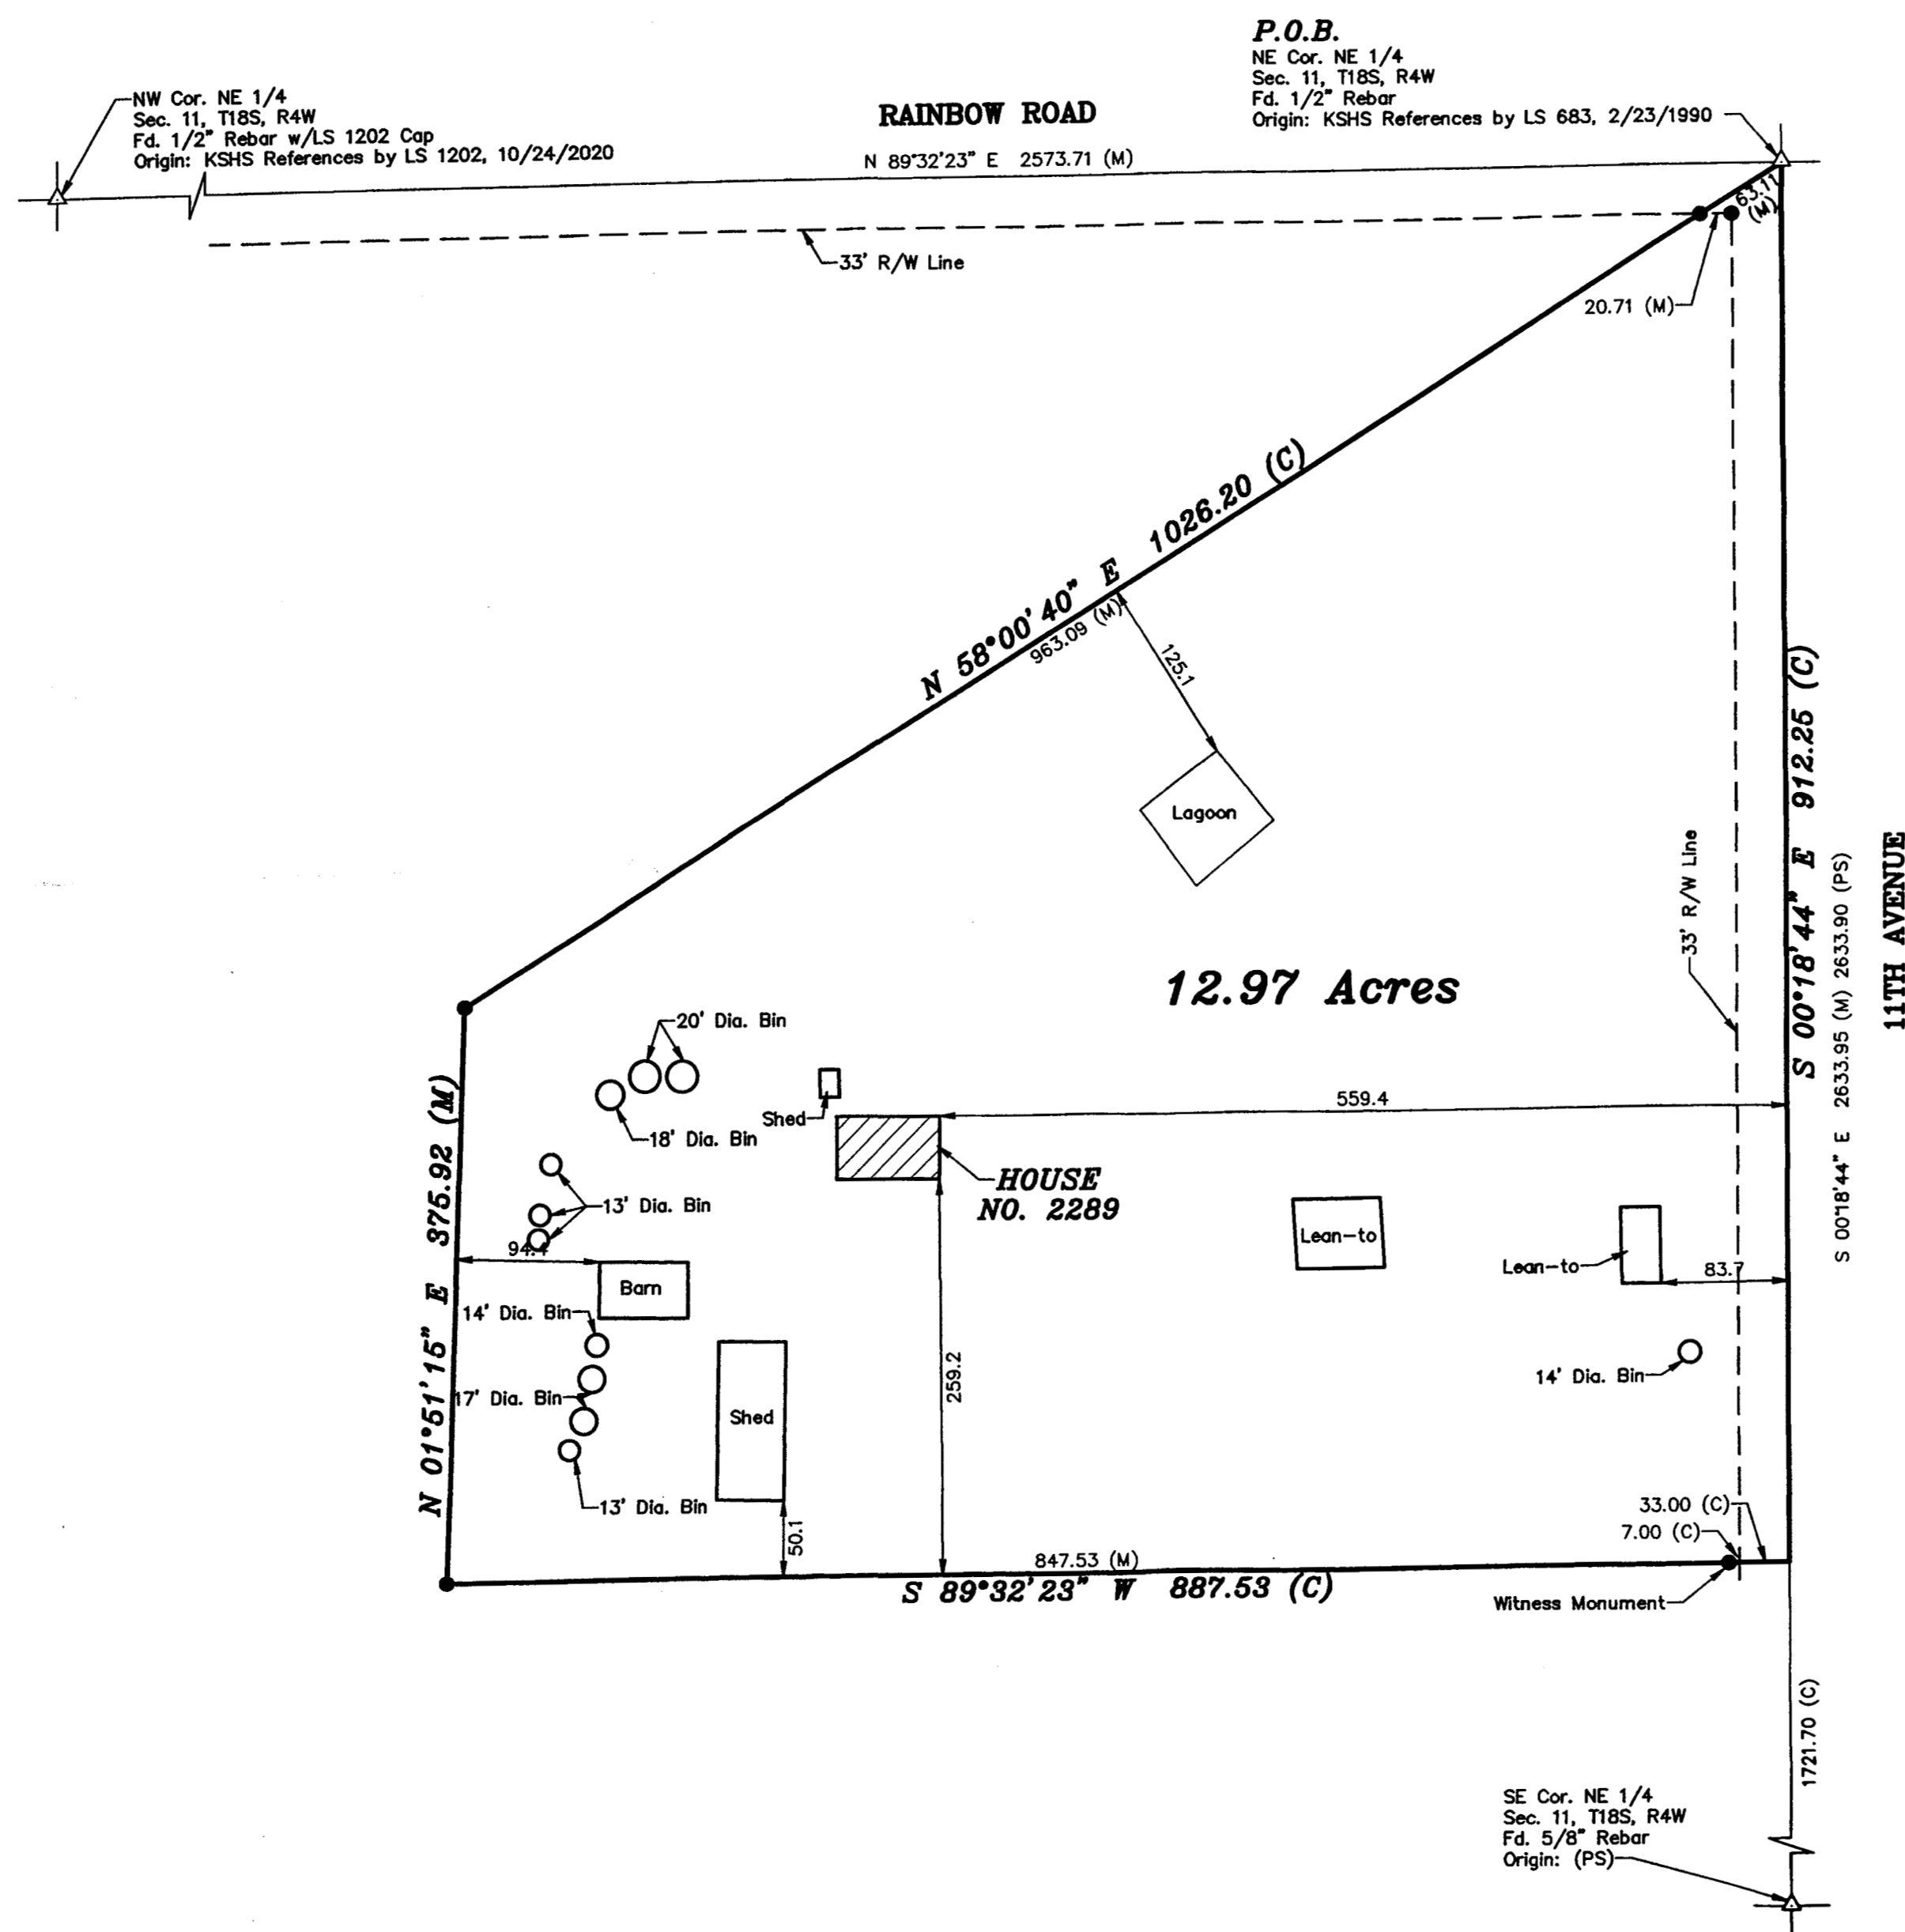 P.O.B.
NE Cor. NE 1/4
Sec. 11, T18S, R4W
Fd. 1/2" Rebar
Origin: KSHS References by LS 683, 2/23/1990
NW Cor. NE 1/4
Sec. 11, T18S, R4W
Fd. 1/2" Rebar w/LS 1202 Cap
Origin: KSHS References by LS 1202, 10/24/2020
RAINBOW ROAD
N 89°32'23" E 2573.71 (M)
63.11
(M)
33' R/W Line
20.71 (M)
N 58°00'40" E 1026.20 (C)
963.09 (M)
125.1
Lagoon
S 00°18'44" E 912.25 (C)
S 00°18'44" E 2633.95 (M) 2633.90 (PS)
11TH AVENUE
33' R/W Line
12.97 Acres
20' Dia. Bin
Shed
18' Dia. Bin
559.4
HOUSE
NO. 2289
13' Dia. Bin
94.4
Barn
Lean-to
Lean-to
83.7
N 01°51'15" E 375.92 (M)
14' Dia. Bin
17' Dia. Bin
Shed
259.2
14' Dia. Bin
13' Dia. Bin
50.1
33.00 (C)
7.00 (C)
847.53 (M)
S 89°32'23" W 887.53 (C)
Witness Monument
1721.70 (C)
SE Cor. NE 1/4
Sec. 11, T18S, R4W
Fd. 5/8" Rebar
Origin: (PS)